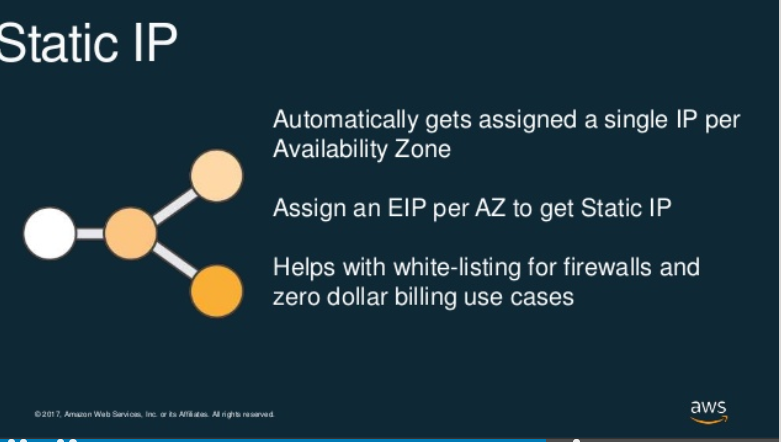 Static IP
Automatically gets assigned a single IP per
Availability Zone
Assign an EIP per AZ to get Static IP
Helps with white-listing for firewalls and
zero dollar billing use cases
© 2017, Amazon Web Services, Inc. or its Affiliates. All rights reserved.
aws